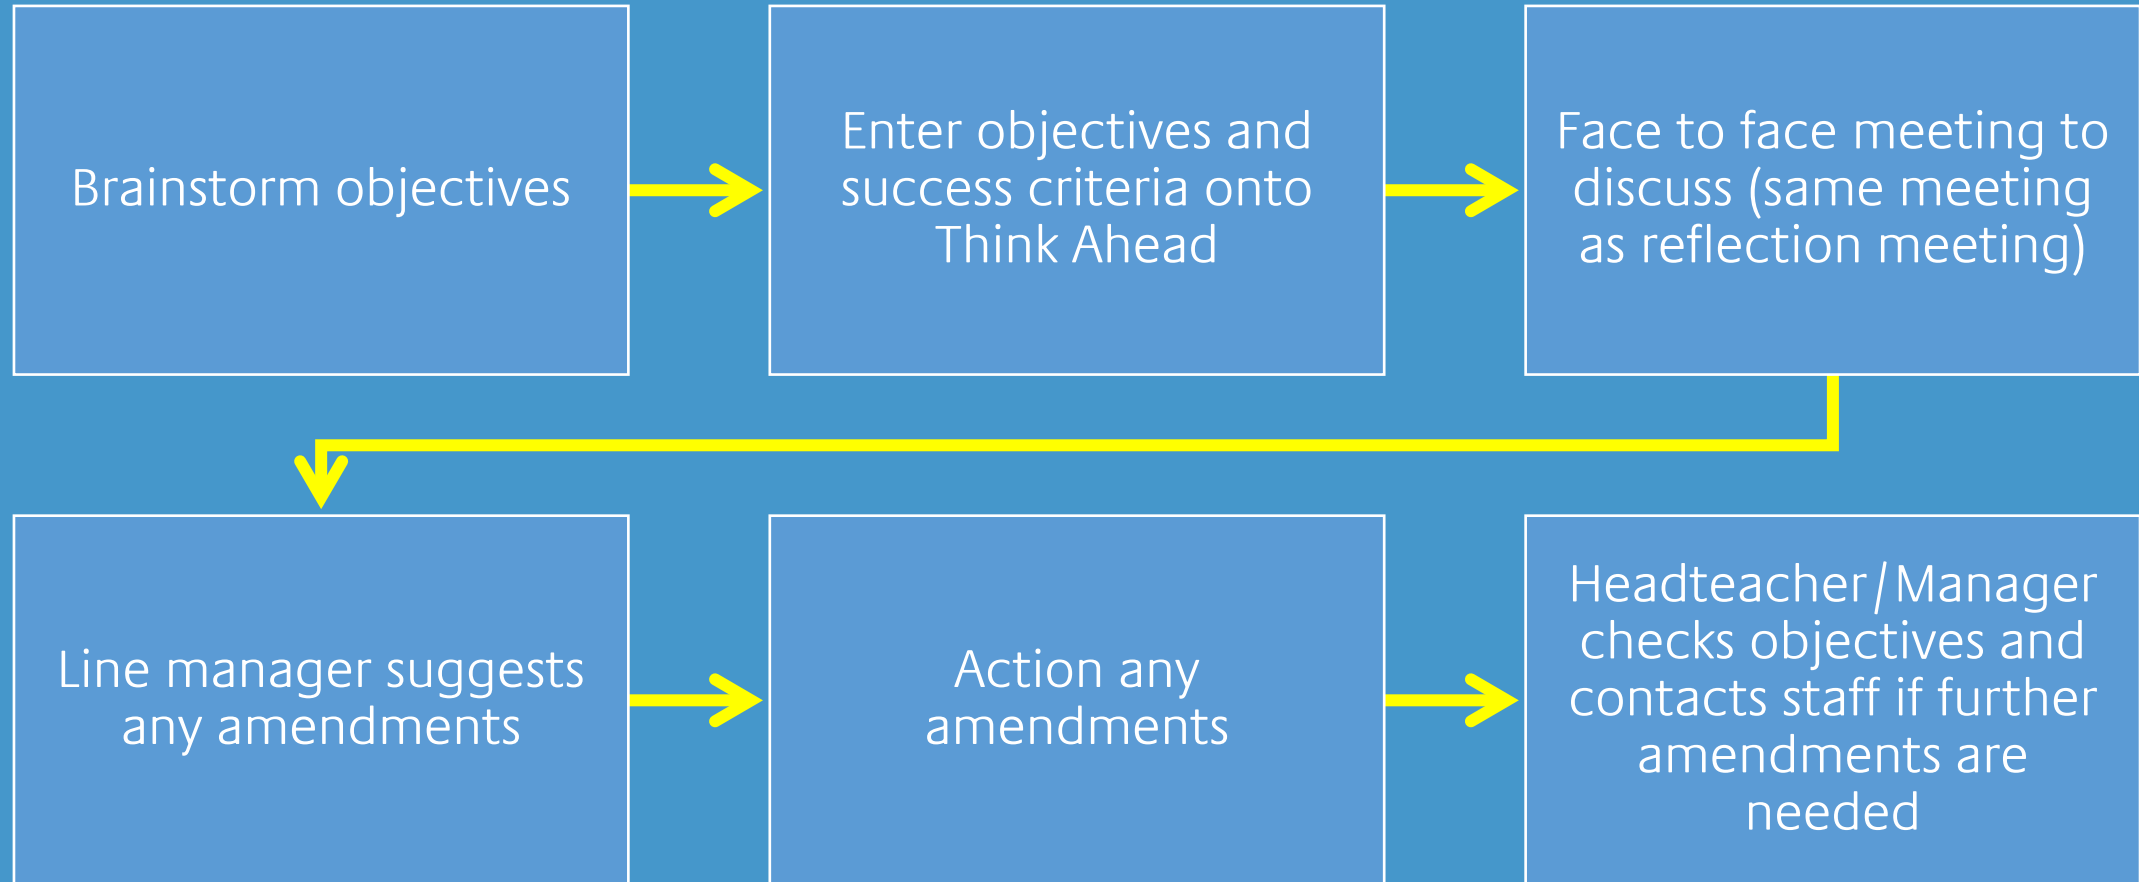 Brainstorm objectives
Enter objectives and
success criteria onto
Think Ahead
Face to face meeting to
discuss (same meeting
as reflection meeting)
Line manager suggests
any amendments
Action any
amendments
Headteacher/Manager
checks objectives and
contacts staff if further
amendments are
needed